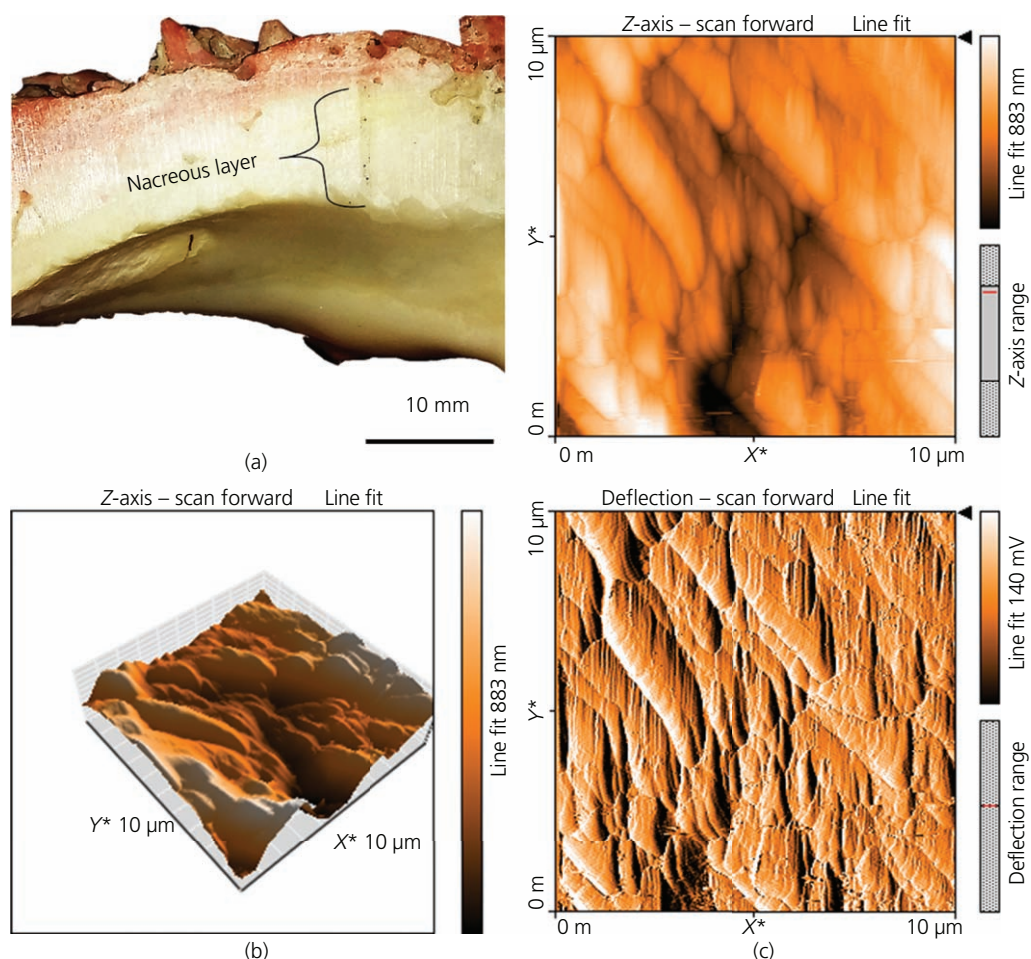 Nacreous layer
10 mm
(a)
Z-axis – scan forward Line fit
10 µm
Y*
0 m
0 m
X*
10 µm
Line fit 883 nm
Z-axis range
Z-axis – scan forward Line fit
Y* 10 µm
X* 10 µm
Line fit 883 nm
(b)
Deflection – scan forward Line fit
10 µm
Y*
0 m
0 m
X*
10 µm
Line fit 140 mV
Deflection range
(c)